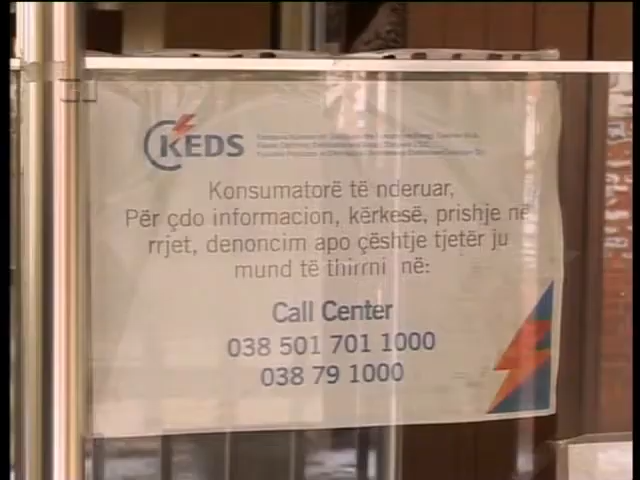 KEDS
Konsumatorë të nderuar,
Për çdo informacion, kërkesë, prishje në
rrjet, denoncim apo çështje tjetër ju
mund të thirrni në:
Call Center
038 501 701 1000
038 79 1000